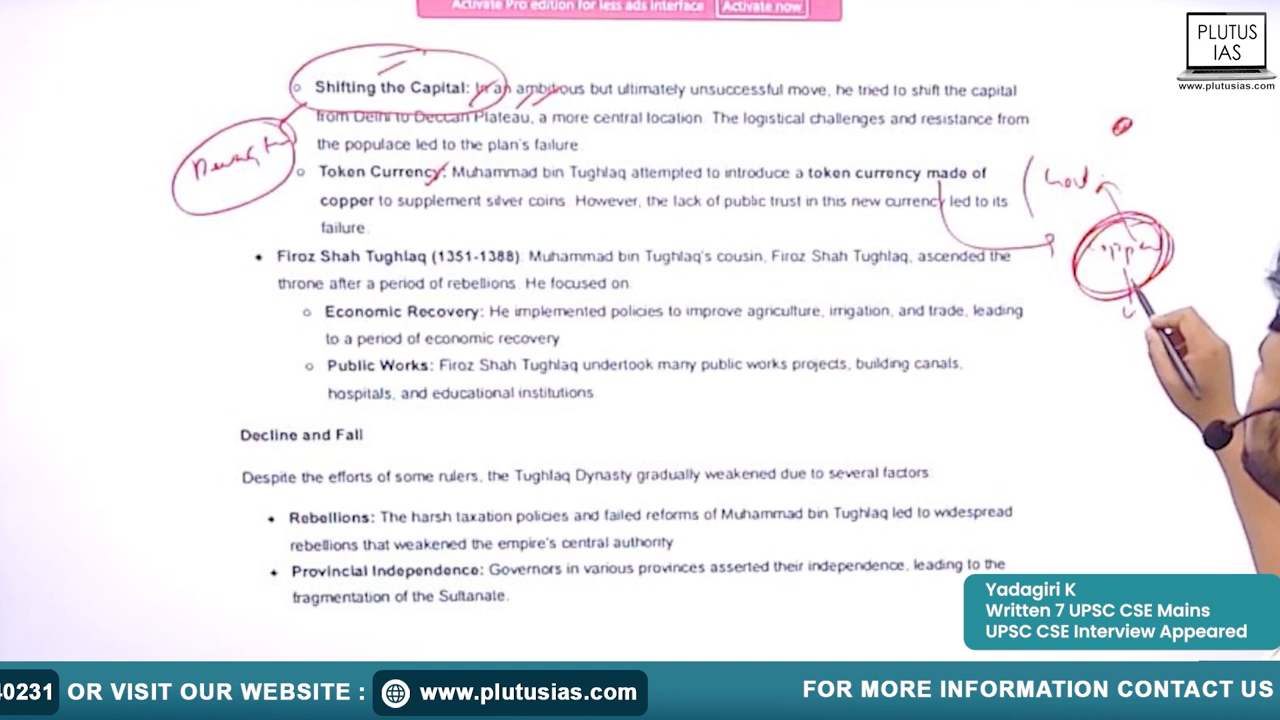 Activate Pro edition for less ads interface Activate now
PLUTUS
IAS
www.plutusias.com
Shifting the Capital: In an ambitious but ultimately unsuccessful move, he tried to shift the capital
from Delhi to Deccan Plateau, a more central location. The logistical challenges and resistance from
the populace led to the plan's failure
Token Currency: Muhammad bin Tughlaq attempted to introduce a token currency made of
copper to supplement silver coins. However, the lack of public trust in this new currency led to its
failure.
Firoz Shah Tughlaq (1351-1388): Muhammad bin Tughlaq's cousin, Firoz Shah Tughlaq, ascended the
throne after a period of rebellions. He focused on
Economic Recovery: He implemented policies to improve agriculture, irrigation, and trade, leading
to a period of economic recovery
Public Works: Firoz Shah Tughlaq undertook many public works projects, building canals,
hospitals, and educational institutions.
Decline and Fall
Despite the efforts of some rulers, the Tughlaq Dynasty gradually weakened due to several factors:
Rebellions: The harsh taxation policies and failed reforms of Muhammad bin Tughlaq led to widespread
rebellions that weakened the empire's central authority
Provincial Independence: Governors in various provinces asserted their independence, leading to the
fragmentation of the Sultanate.
Yadagiri K
Written 7 UPSC CSE Mains
UPSC CSE Interview Appeared
40231 OR VISIT OUR WEBSITE : www.plutusias.com FOR MORE INFORMATION CONTACT US